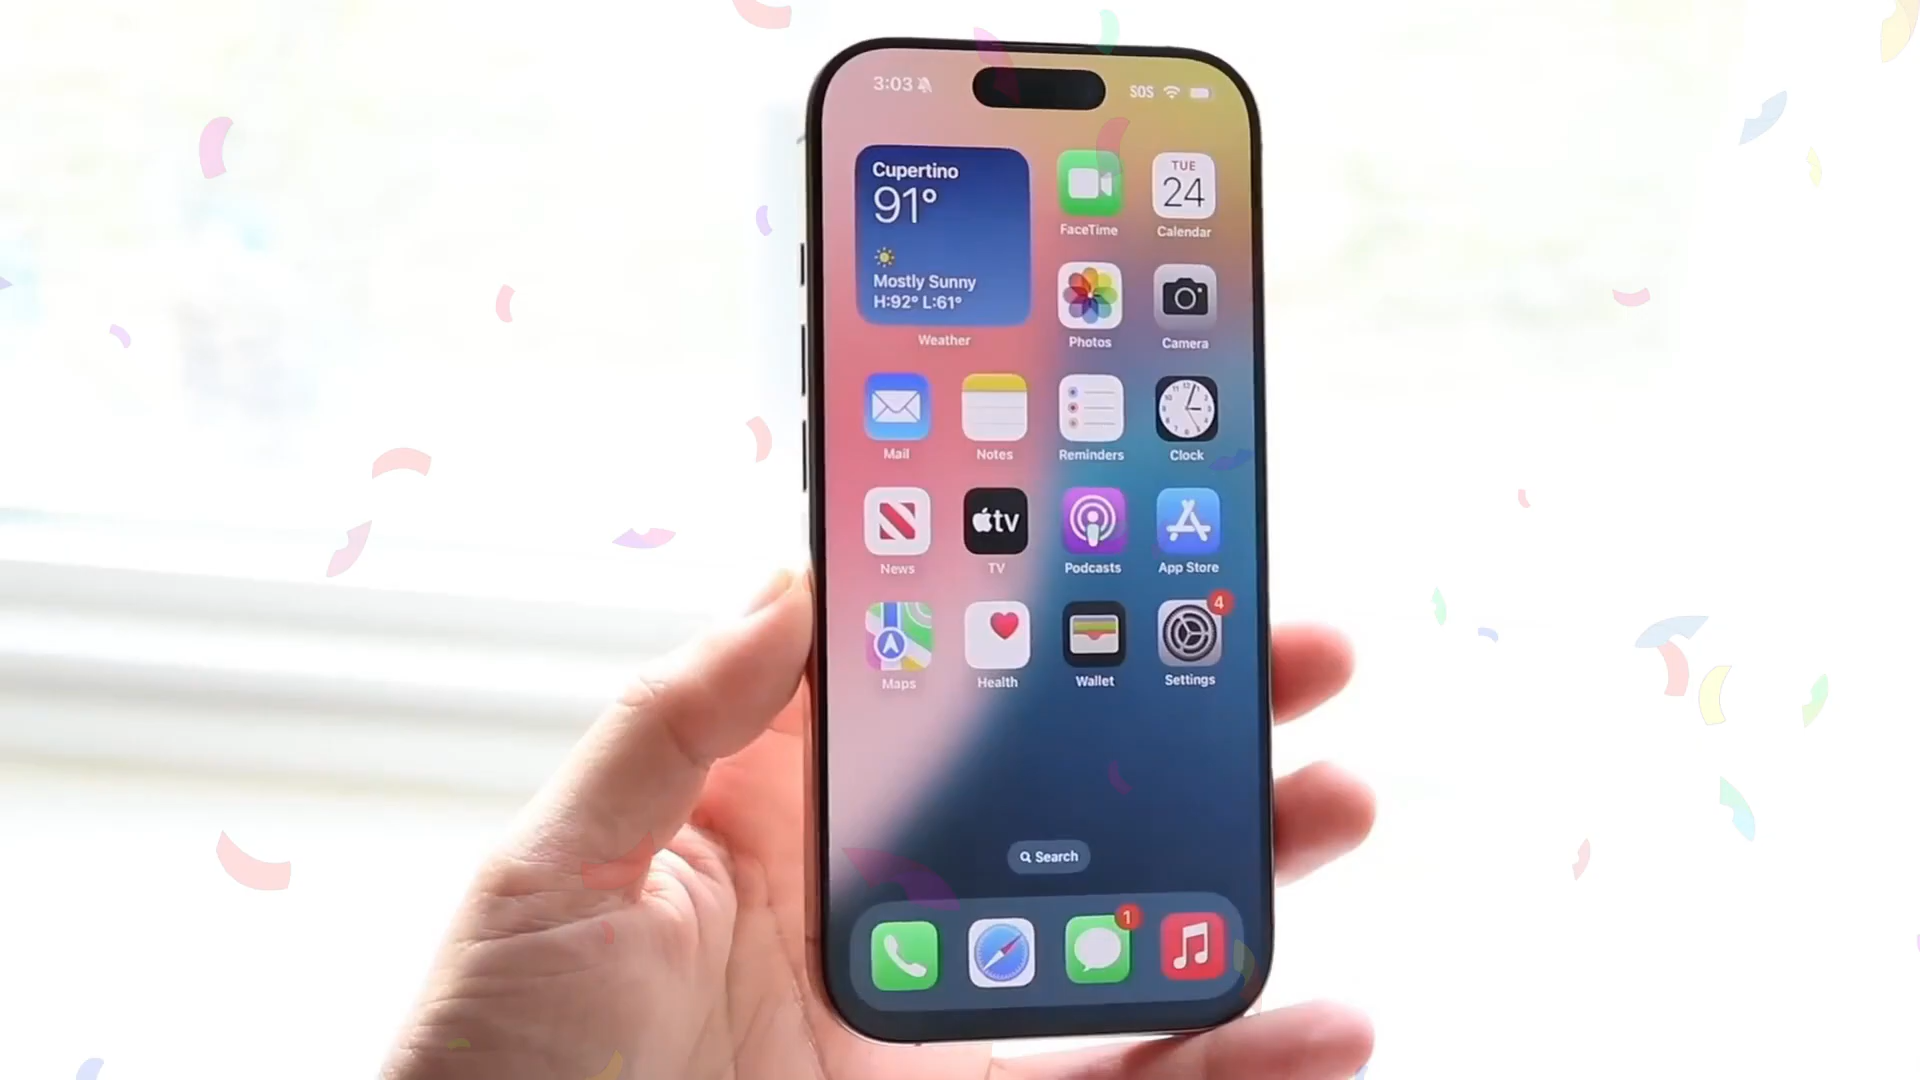 3:03
SOS
Cupertino
91°
Mostly Sunny
H:92° L:61°
Weather
FaceTime
TUE
24
Calendar
Photos
Camera
Mail
Notes
Reminders
Clock
News
tv
TV
Podcasts
App Store
Maps
Health
Wallet
4
Settings
Search
1